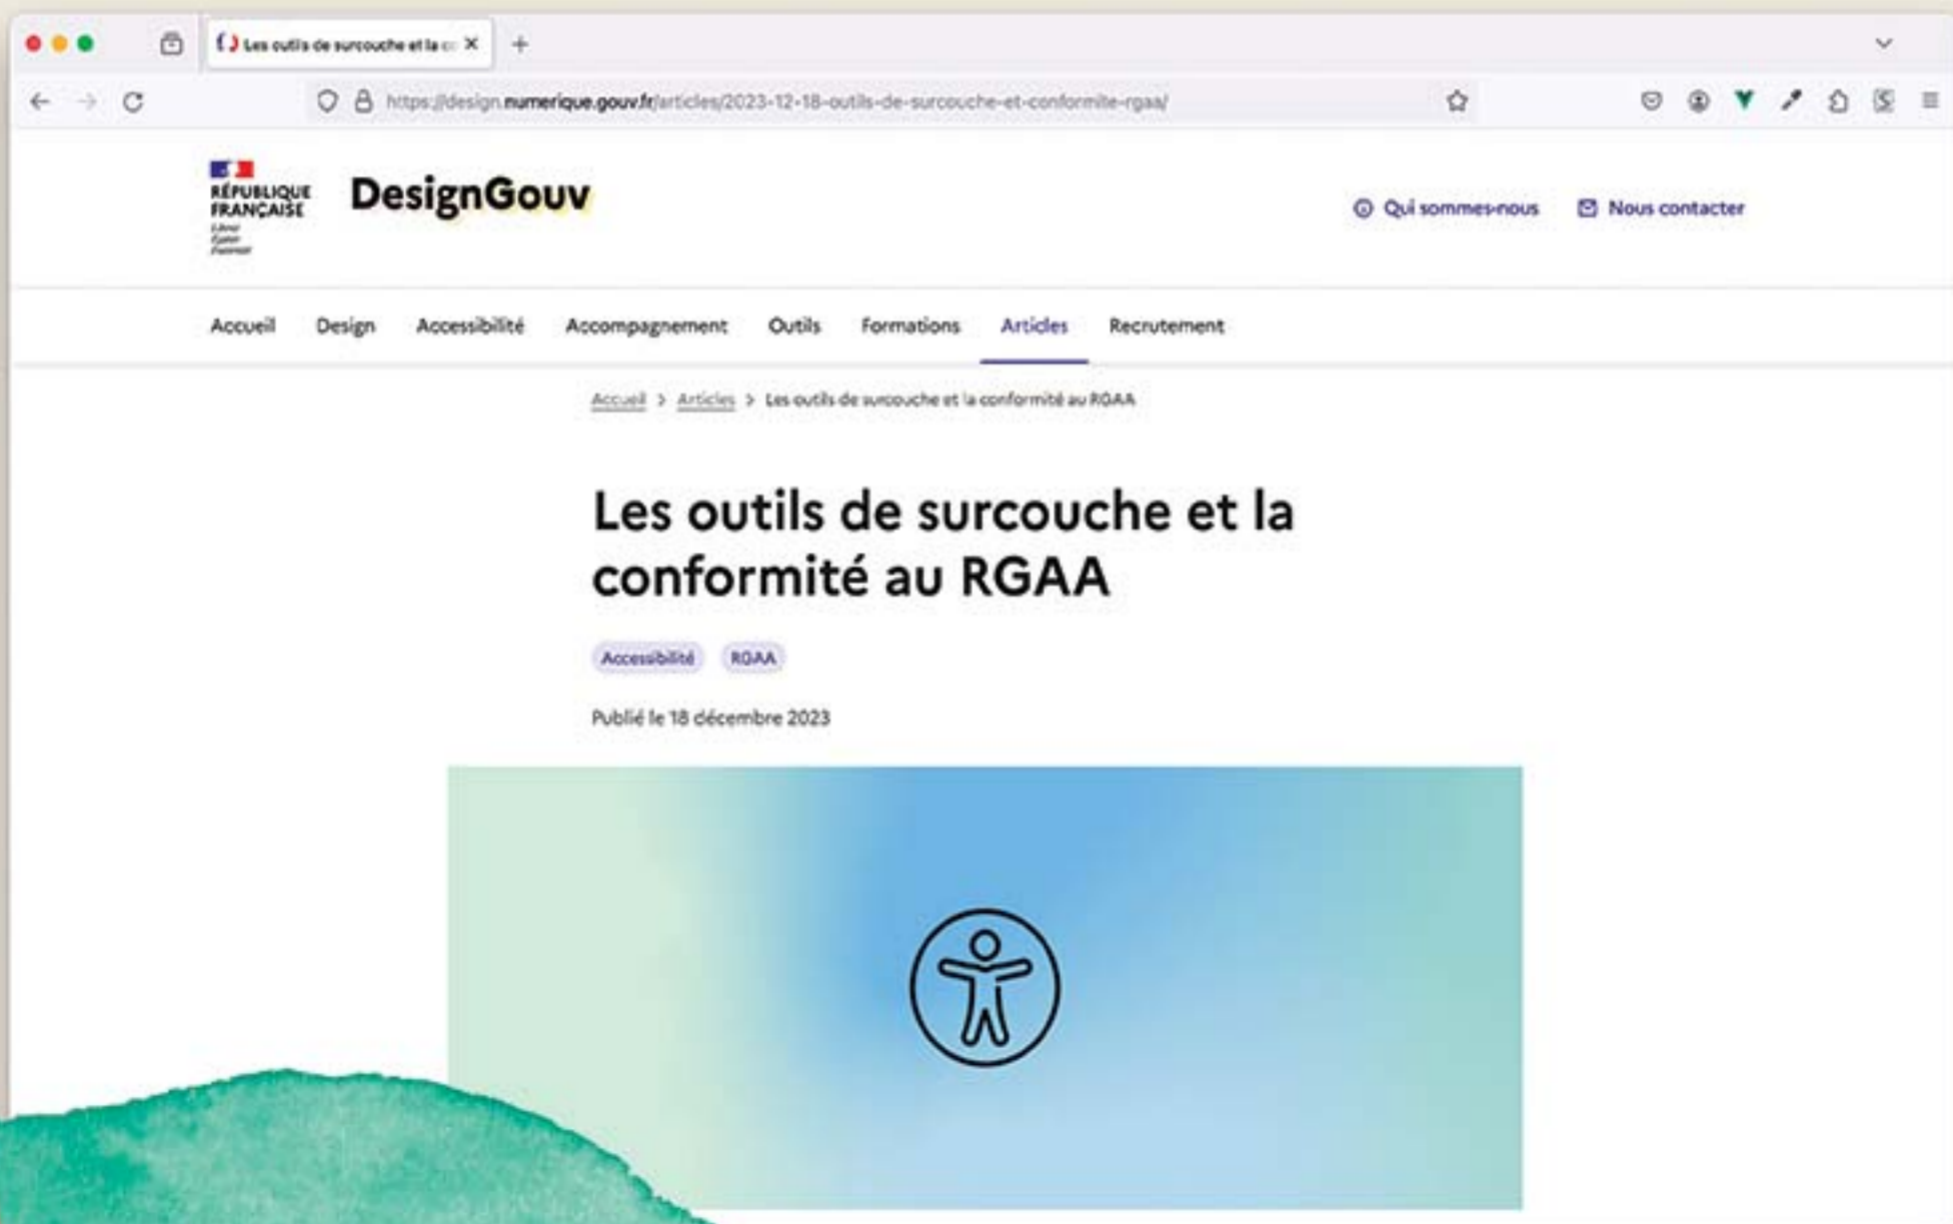 Les outils de surcouche et la co
https://design.numerique.gouv.fr/articles/2023-12-18-outils-de-surcouche-et-conformite-rgaa/
RÉPUBLIQUE
FRANÇAISE
DesignGouv
Qui sommes-nous
Nous contacter
Accueil Design Accessibilité Accompagnement Outils Formations Articles Recrutement
Accueil > Articles > Les outils de surcouche et la conformité au RGAA
Les outils de surcouche et la
conformité au RGAA
Accessibilité RGAA
Publié le 18 décembre 2023